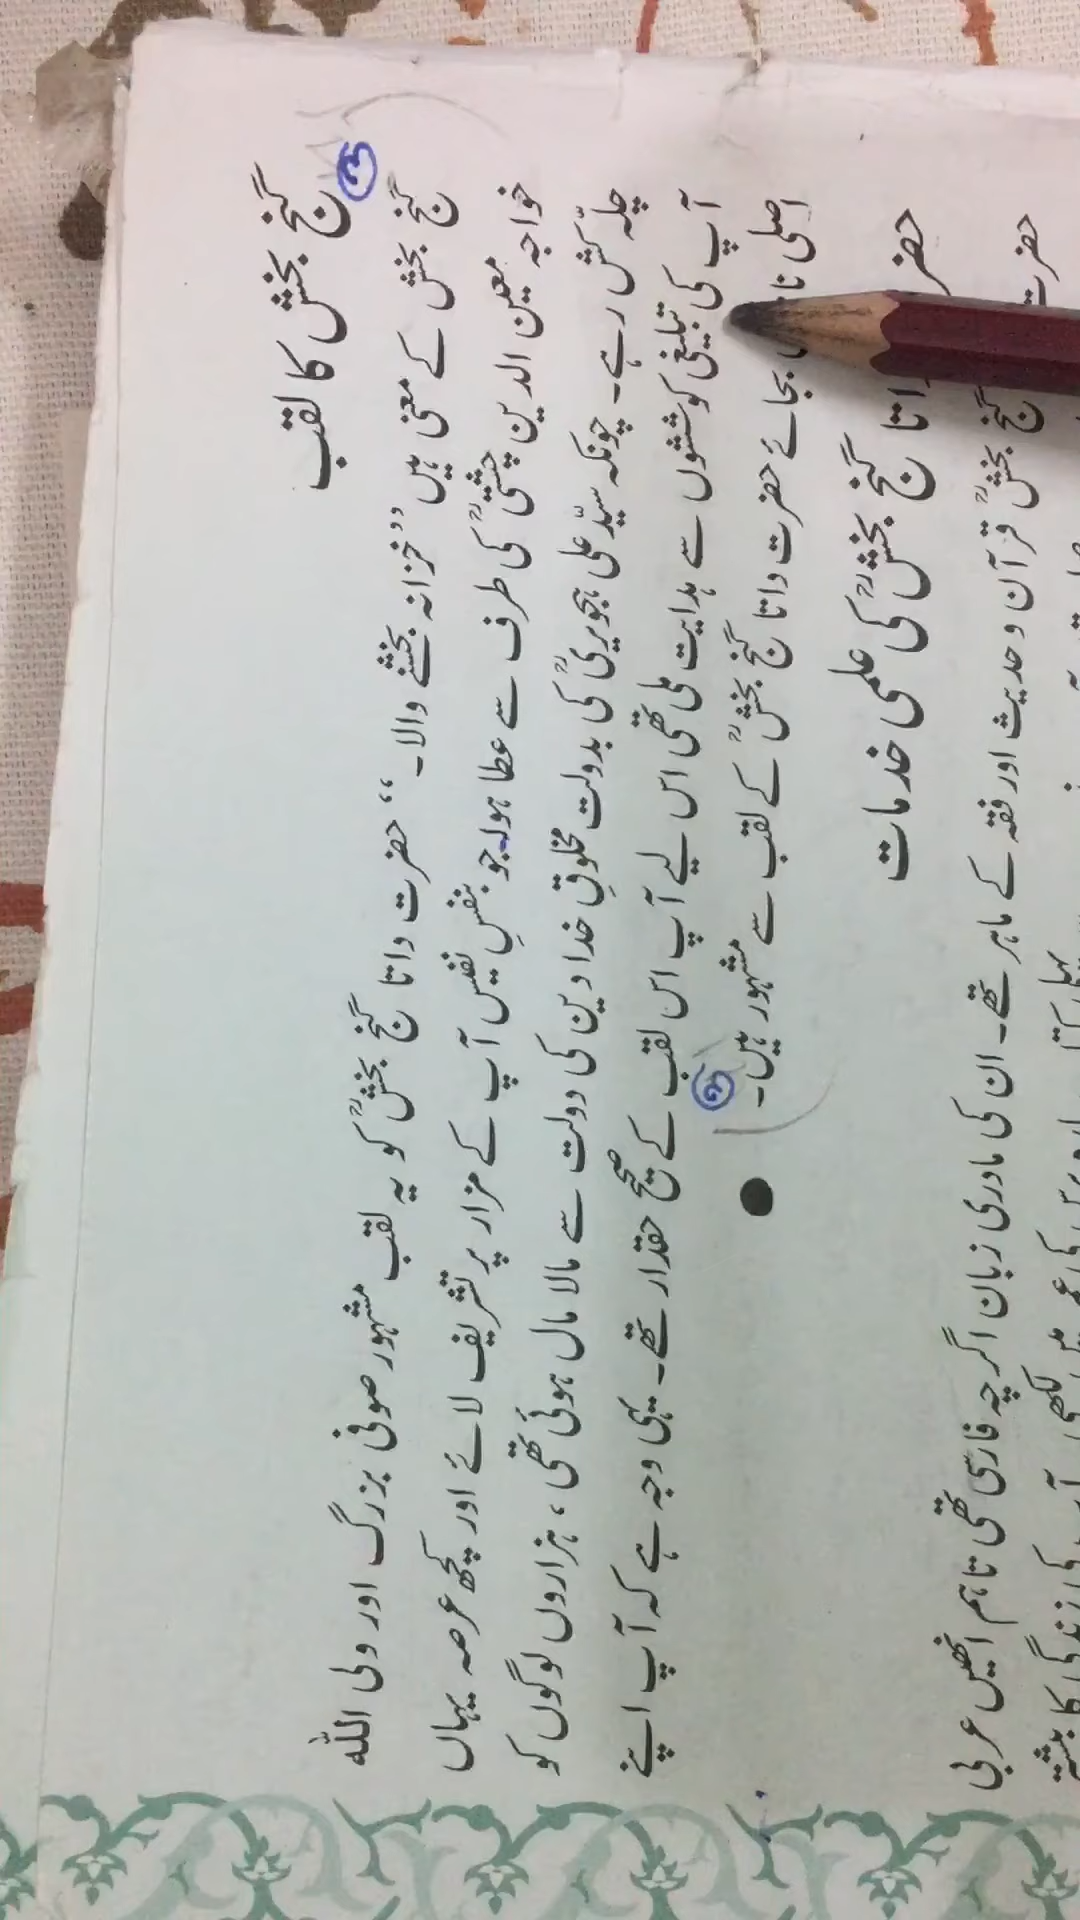 گنج بخش کا لقب
۳
گنج بخش کے معنی ہیں ’’خزانہ بخشنے والا۔‘‘ حضرت داتا گنج بخشؒ کو یہ لقب مشہور صوفی بزرگ اور ولی اللہ
خواجہ معین الدین چشتیؒ کی طرف سے عطا ہوا۔ جو بنفسِ نفیس آپ کے مزار پر تشریف لائے اور کچھ عرصہ یہاں
چلّہ کش رہے۔ چونکہ سیّد علی ہجویریؒ کی بدولت مخلوقِ خدا دین کی دولت سے مالا مال ہوئی تھی، ہزاروں لوگوں کو
آپ کی تبلیغی کوششوں سے ہدایت ملی تھی اس لیے آپ اس لقب کے صحیح حقدار تھے۔ یہی وجہ ہے کہ آپ اپنے
اصلی بجائے حضرت داتا گنج بخشؒ کے لقب سے مشہور ہیں۔
حضر داتا گنج بخشؒ کی علمی خدمات
حضرت گنج بخشؒ قرآن و حدیث اور فقہ کے ماہر تھے۔ ان کی مادری زبان اگرچہ فارسی تھی تاہم انھیں عربی